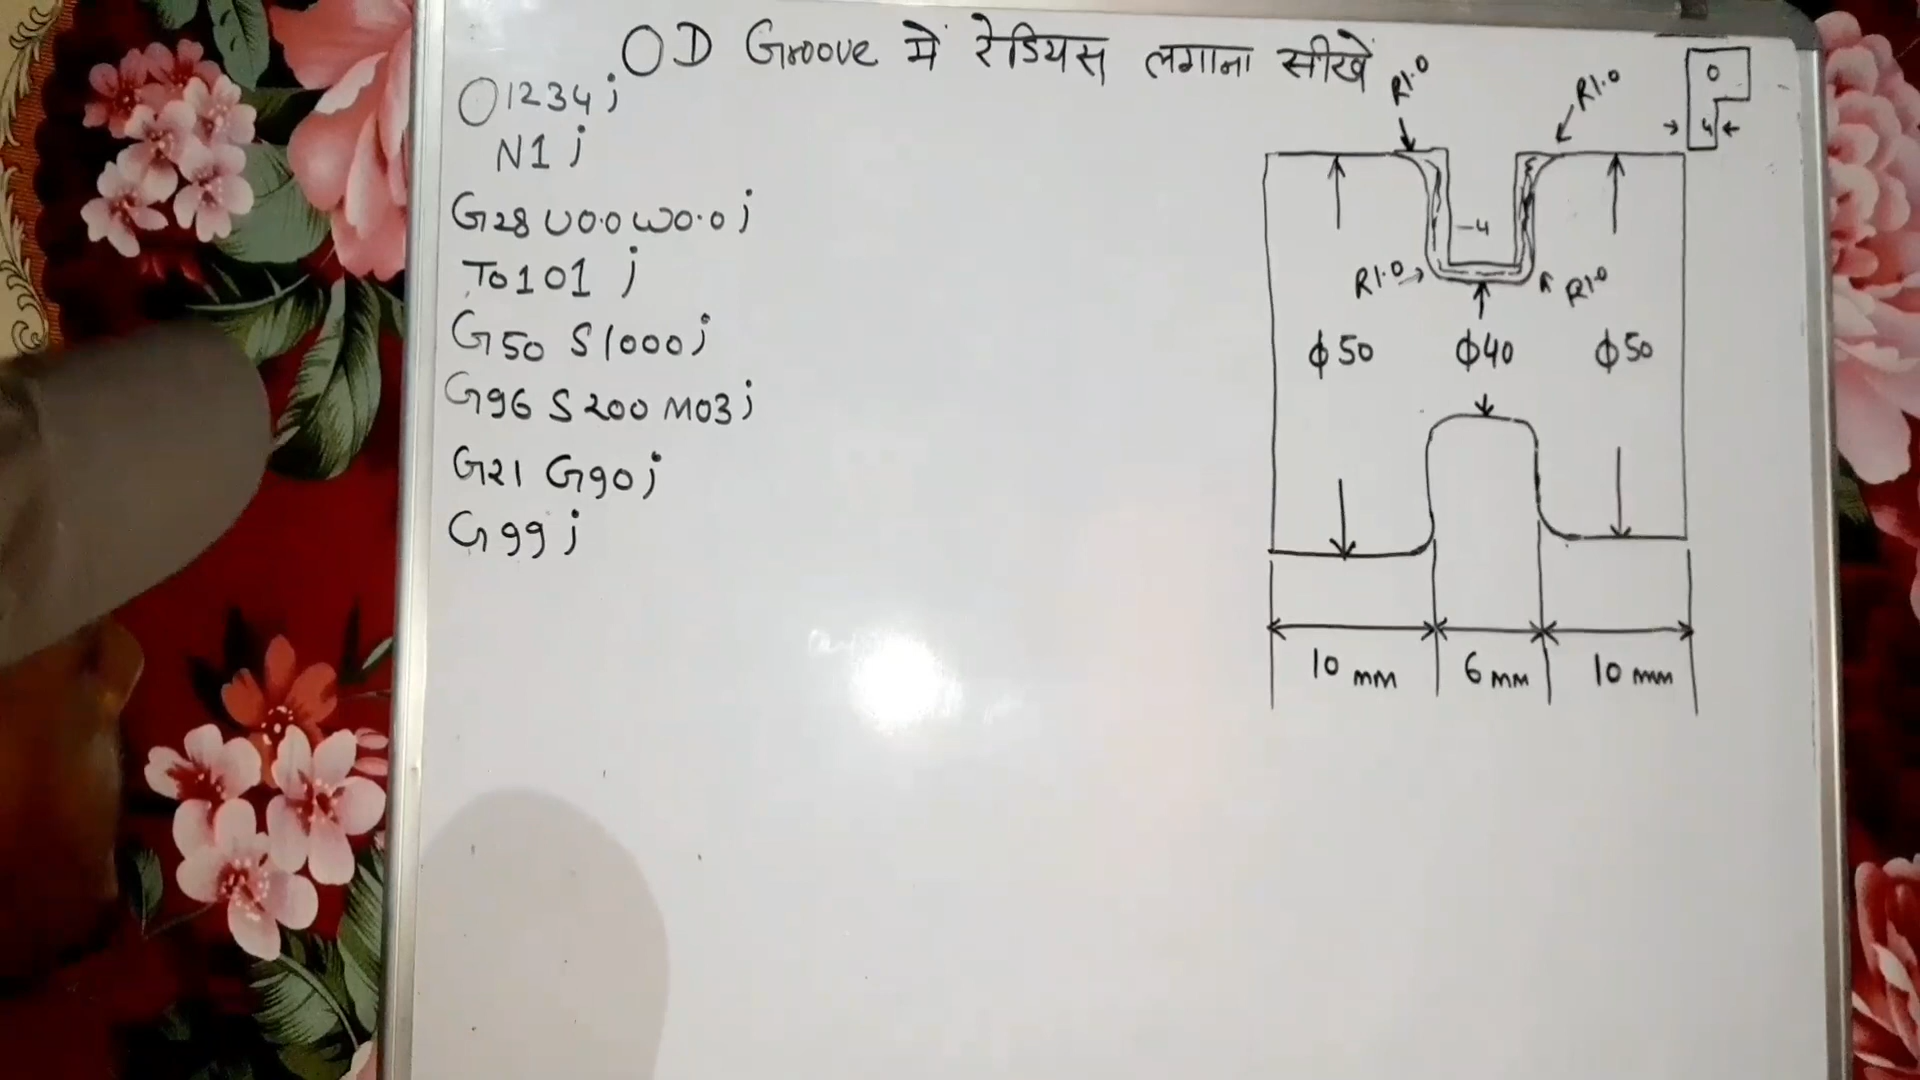 OD Groove में रेडियस लगाना सीखें
O1234;
N1;
G28 U0.0 W0.0;
T0101;
G50 S1000;
G96 S200 M03;
G21 G90;
G99;
R1.0
R1.0
0
4
-4
R1.0
R1.0
ϕ50 ϕ40 ϕ50
10 mm 6 mm 10 mm